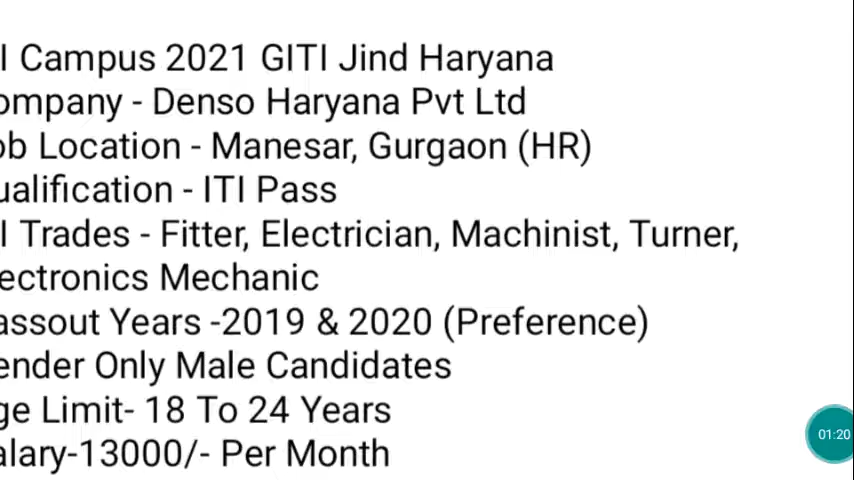 I Campus 2021 GITI Jind Haryana
ompany - Denso Haryana Pvt Ltd
ob Location - Manesar, Gurgaon (HR)
ualification - ITI Pass
I Trades - Fitter, Electrician, Machinist, Turner,
lectronics Mechanic
assout Years -2019 & 2020 (Preference)
ender Only Male Candidates
ge Limit- 18 To 24 Years
alary-13000/- Per Month
01:20